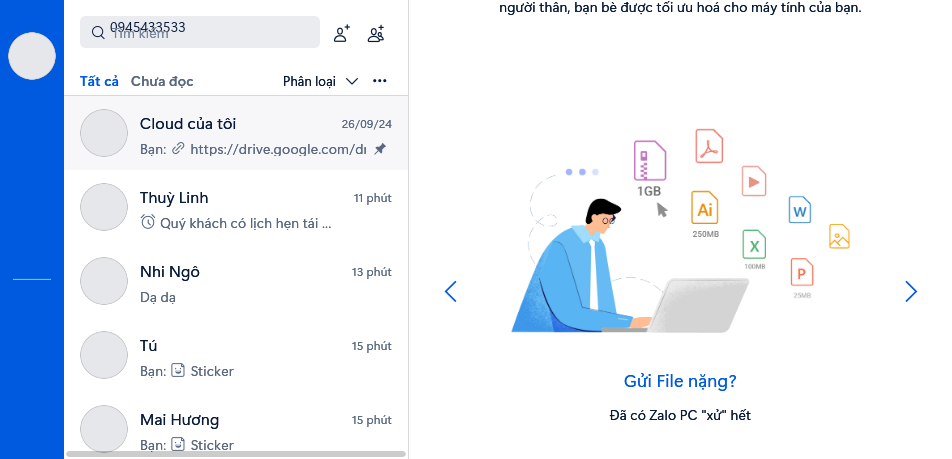 0945433533
Tìm kiếm
Tất cả Chưa đọc Phân loại
Cloud của tôi 26/09/24
Bạn: https://drive.google.com/dr
Thuỳ Linh 11 phút
Quý khách có lịch hẹn tái ...
Nhi Ngô 13 phút
Dạ dạ
Tú 15 phút
Bạn: Sticker
Mai Hương 15 phút
Bạn: Sticker
người thân, bạn bè được tối ưu hoá cho máy tính của bạn.
1GB
Ai
250MB
W
X
100MB
P
25MB
Gửi File nặng?
Đã có Zalo PC "xử" hết